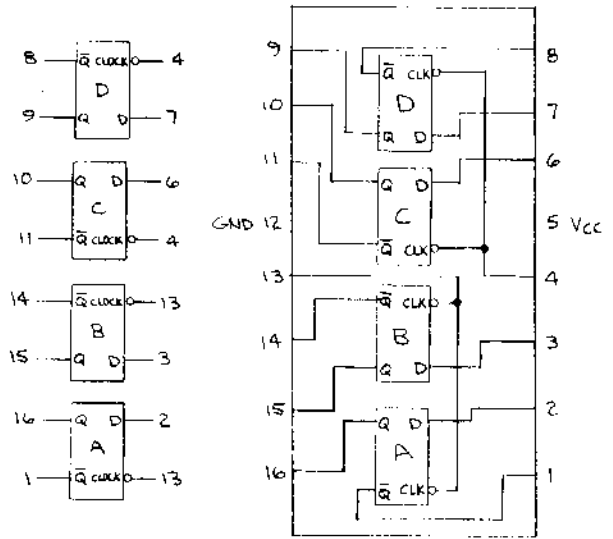 8 Q̅ CLOCK 4
D
9 Q D 7
10 Q D 6
C
11 Q̅ CLOCK 4
14 Q̅ CLOCK 13
B
15 Q D 3
16 Q D 2
A
1 Q̅ CLOCK 13
9 8
Q̅ CLK
D
10 7
Q D
11 6
Q D
GND 12 C 5 VCC
Q̅ CLK
13 4
Q̅ CLK
14 B 3
Q D
15 2
Q D
16 A 1
Q̅ CLK